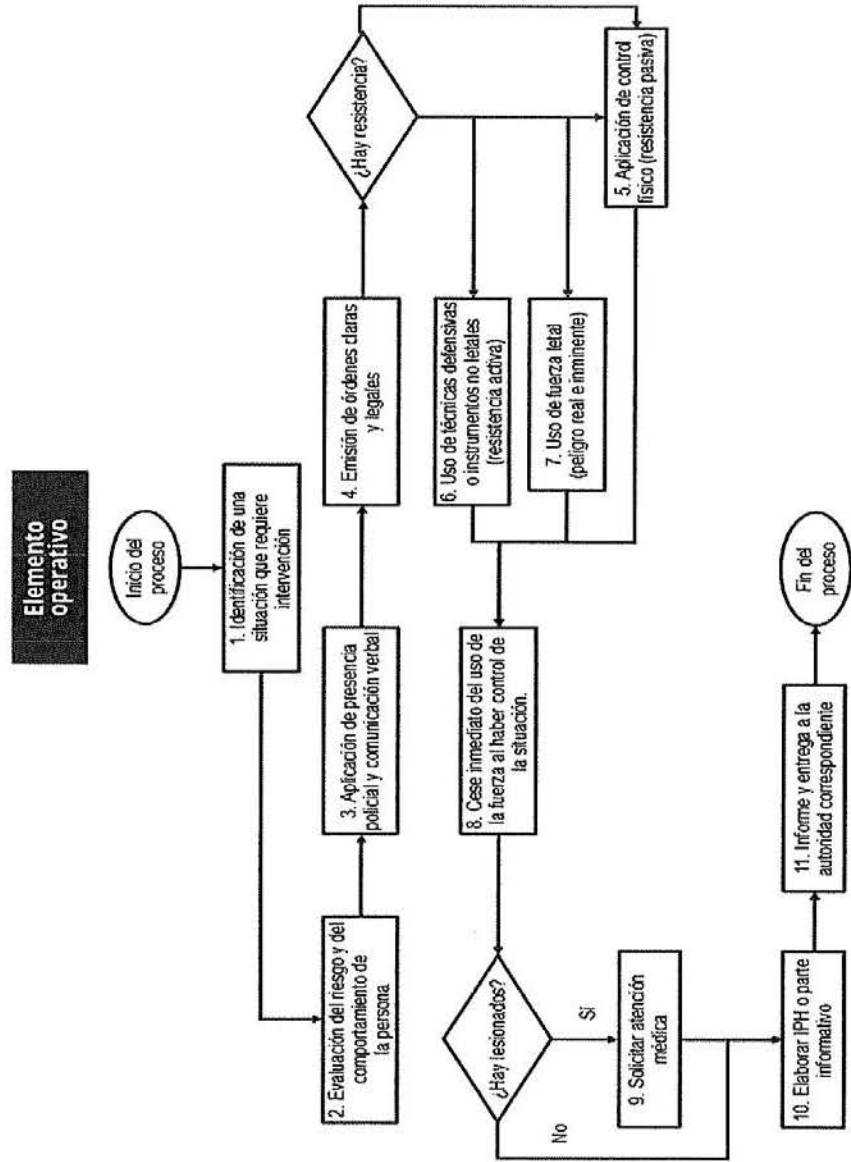 Elemento
operativo
Inicio del
proceso
1. Identificación de una
situación que requiere
intervención
2. Evaluación del riesgo y del
comportamiento de
la persona
3. Aplicación de presencia
policial y comunicación verbal
4. Emisión de órdenes claras
y legales
¿Hay resistencia?
5. Aplicación de control
físico (resistencia pasiva)
6. Uso de técnicas defensivas
o instrumentos no letales
(resistencia activa)
7. Uso de fuerza letal
(peligro real e inminente)
8. Cese inmediato del uso de
la fuerza al haber control de
la situación.
¿Hay lesionados?
Sí
No
9. Solicitar atención
médica
10. Elaborar IPH o parte
informativo
11. Informe y entrega a la
autoridad correspondiente
Fin del
proceso